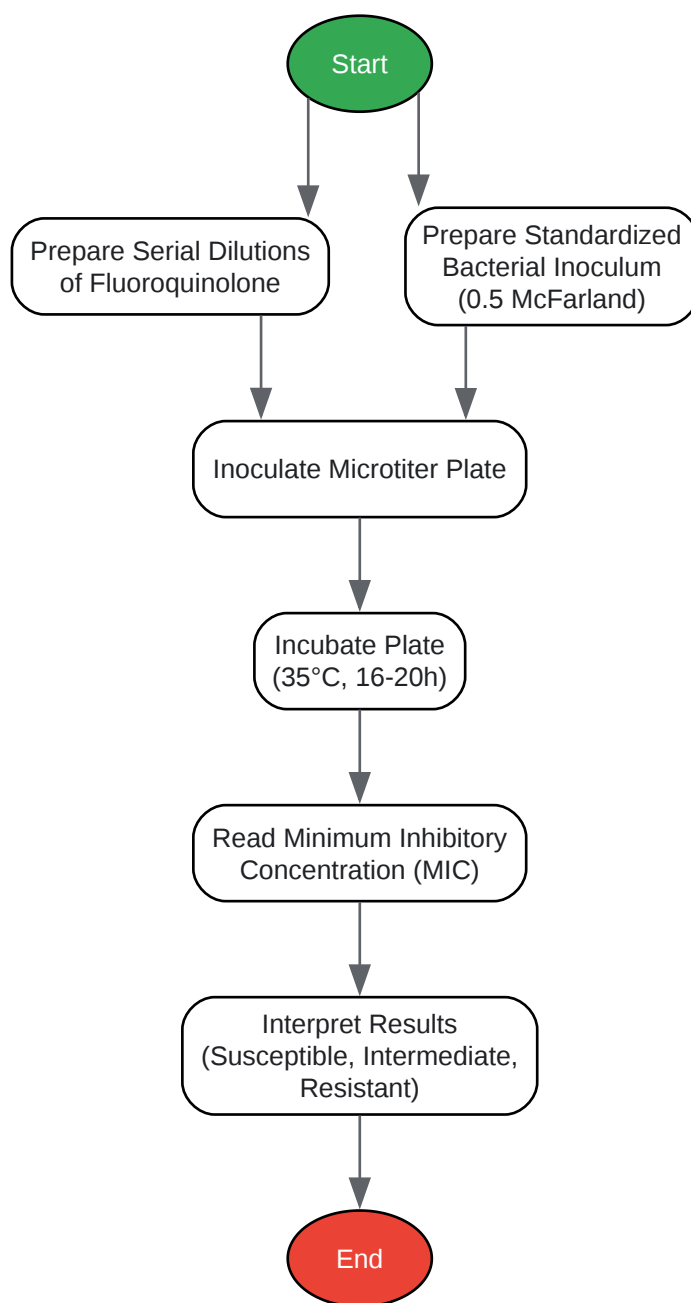 Start
Prepare Serial Dilutions
of Fluoroquinolone
Prepare Standardized
Bacterial Inoculum
(0.5 McFarland)
Inoculate Microtiter Plate
Incubate Plate
(35°C, 16-20h)
Read Minimum Inhibitory
Concentration (MIC)
Interpret Results
(Susceptible, Intermediate,
Resistant)
End